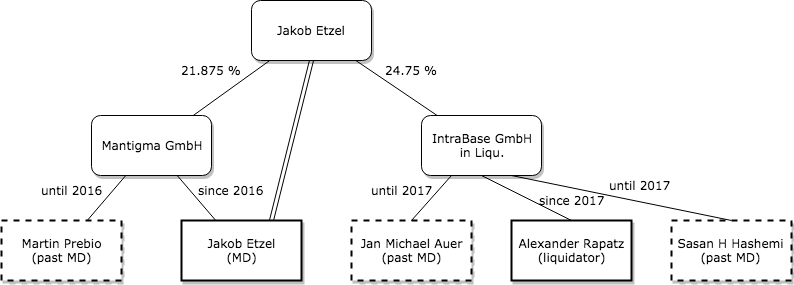 Jakob Etzel
21.875 %
24.75 %
Mantigma GmbH
IntraBase GmbH
in Liqu.
until 2016
since 2016
until 2017
since 2017
until 2017
Martin Prebio
(past MD)
Jakob Etzel
(MD)
Jan Michael Auer
(past MD)
Alexander Rapatz
(liquidator)
Sasan H Hashemi
(past MD)